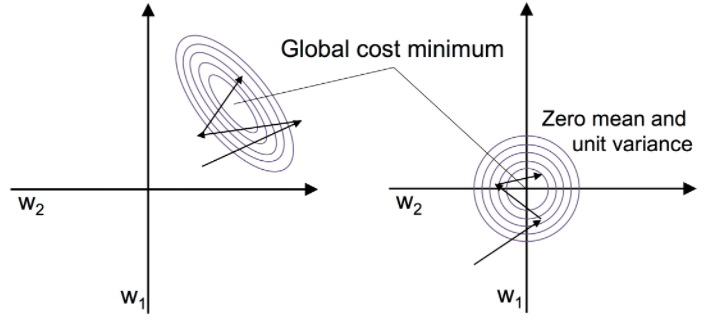 Global cost minimum
Zero mean and
unit variance
w2
w1
w2
w1